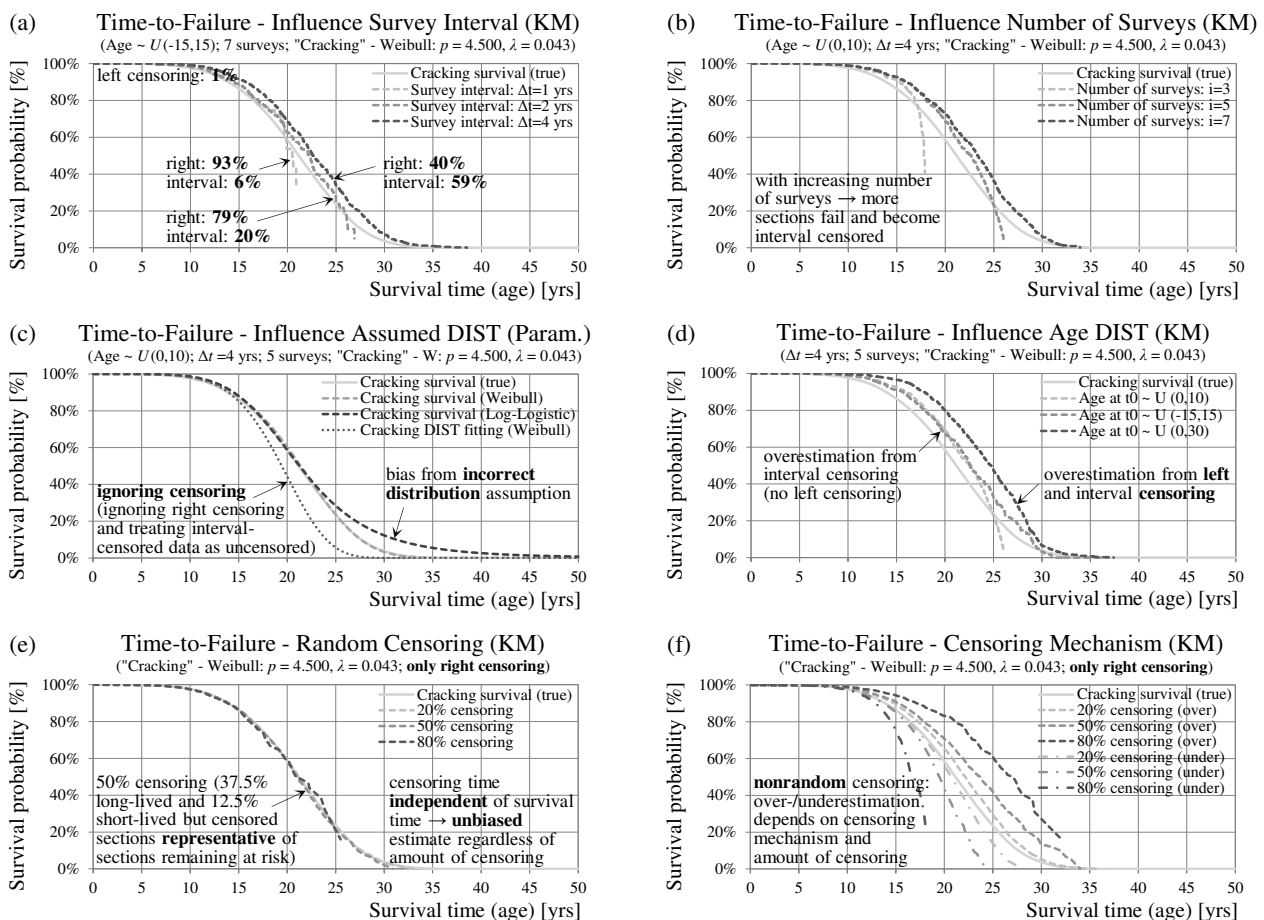 (a) Time-to-Failure - Influence Survey Interval (KM)
(Age ~ U(-15,15); 7 surveys; "Cracking" - Weibull: p = 4.500, λ = 0.043)
Survival probability [%]
100%
80%
60%
40%
20%
0%
left censoring: 1%
Cracking survival (true)
Survey interval: Δt=1 yrs
Survey interval: Δt=2 yrs
Survey interval: Δt=4 yrs
right: 93%
interval: 6%
right: 40%
interval: 59%
right: 79%
interval: 20%
0 5 10 15 20 25 30 35 40 45 50
Survival time (age) [yrs]
(b) Time-to-Failure - Influence Number of Surveys (KM)
(Age ~ U(0,10); Δt =4 yrs; "Cracking" - Weibull: p = 4.500, λ = 0.043)
Survival probability [%]
100%
80%
60%
40%
20%
0%
Cracking survival (true)
Number of surveys: i=3
Number of surveys: i=5
Number of surveys: i=7
with increasing number
of surveys → more
sections fail and become
interval censored
0 5 10 15 20 25 30 35 40 45 50
Survival time (age) [yrs]
(c) Time-to-Failure - Influence Assumed DIST (Param.)
(Age ~ U(0,10); Δt =4 yrs; 5 surveys; "Cracking" - W: p = 4.500, λ = 0.043)
Survival probability [%]
100%
80%
60%
40%
20%
0%
Cracking survival (true)
Cracking survival (Weibull)
Cracking survival (Log-Logistic)
Cracking DIST fitting (Weibull)
ignoring censoring
(ignoring right censoring
and treating interval-
censored data as uncensored)
bias from incorrect
distribution assumption
0 5 10 15 20 25 30 35 40 45 50
Survival time (age) [yrs]
(d) Time-to-Failure - Influence Age DIST (KM)
(Δt =4 yrs; 5 surveys; "Cracking" - Weibull: p = 4.500, λ = 0.043)
Survival probability [%]
100%
80%
60%
40%
20%
0%
Cracking survival (true)
Age at t0 ~ U (0,10)
Age at t0 ~ U (-15,15)
Age at t0 ~ U (0,30)
overestimation from
interval censoring
(no left censoring)
overestimation from left
and interval censoring
0 5 10 15 20 25 30 35 40 45 50
Survival time (age) [yrs]
(e) Time-to-Failure - Random Censoring (KM)
("Cracking" - Weibull: p = 4.500, λ = 0.043; only right censoring)
Survival probability [%]
100%
80%
60%
40%
20%
0%
Cracking survival (true)
20% censoring
50% censoring
80% censoring
50% censoring (37.5%
long-lived and 12.5%
short-lived but censored
sections representative of
sections remaining at risk)
censoring time
independent of survival
time → unbiased
estimate regardless of
amount of censoring
0 5 10 15 20 25 30 35 40 45 50
Survival time (age) [yrs]
(f) Time-to-Failure - Censoring Mechanism (KM)
("Cracking" - Weibull: p = 4.500, λ = 0.043; only right censoring)
Survival probability [%]
100%
80%
60%
40%
20%
0%
Cracking survival (true)
20% censoring (over)
50% censoring (over)
80% censoring (over)
20% censoring (under)
50% censoring (under)
80% censoring (under)
nonrandom censoring:
over-/underestimation
depends on censoring
mechanism and
amount of censoring
0 5 10 15 20 25 30 35 40 45 50
Survival time (age) [yrs]